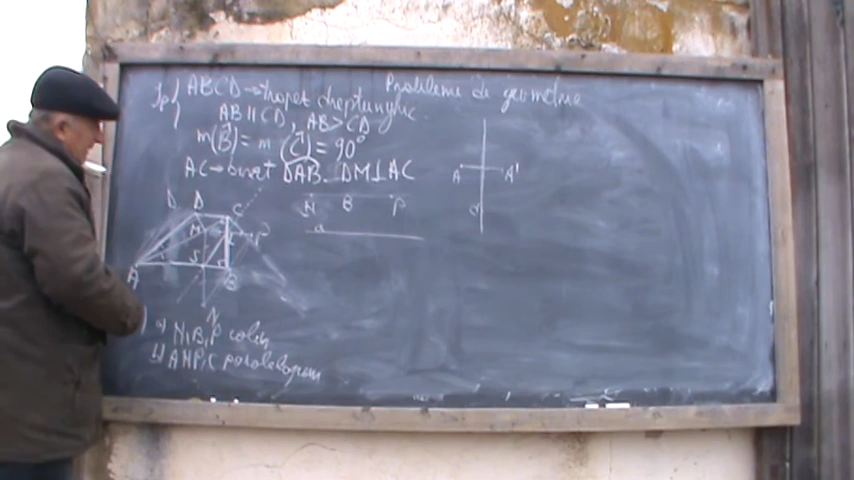 Probleme de geometrie
Ip ABCD → trapez dreptunghic
AB ∥ CD, AB > CD
m(B̂) = m(Ĉ) = 90°
AC → bisect DAB. DM ⊥ AC
D D C
M
P
S
A B
N
N B P
a
A A'
d
a) N, B, P colin
b) ANPC paralelogram